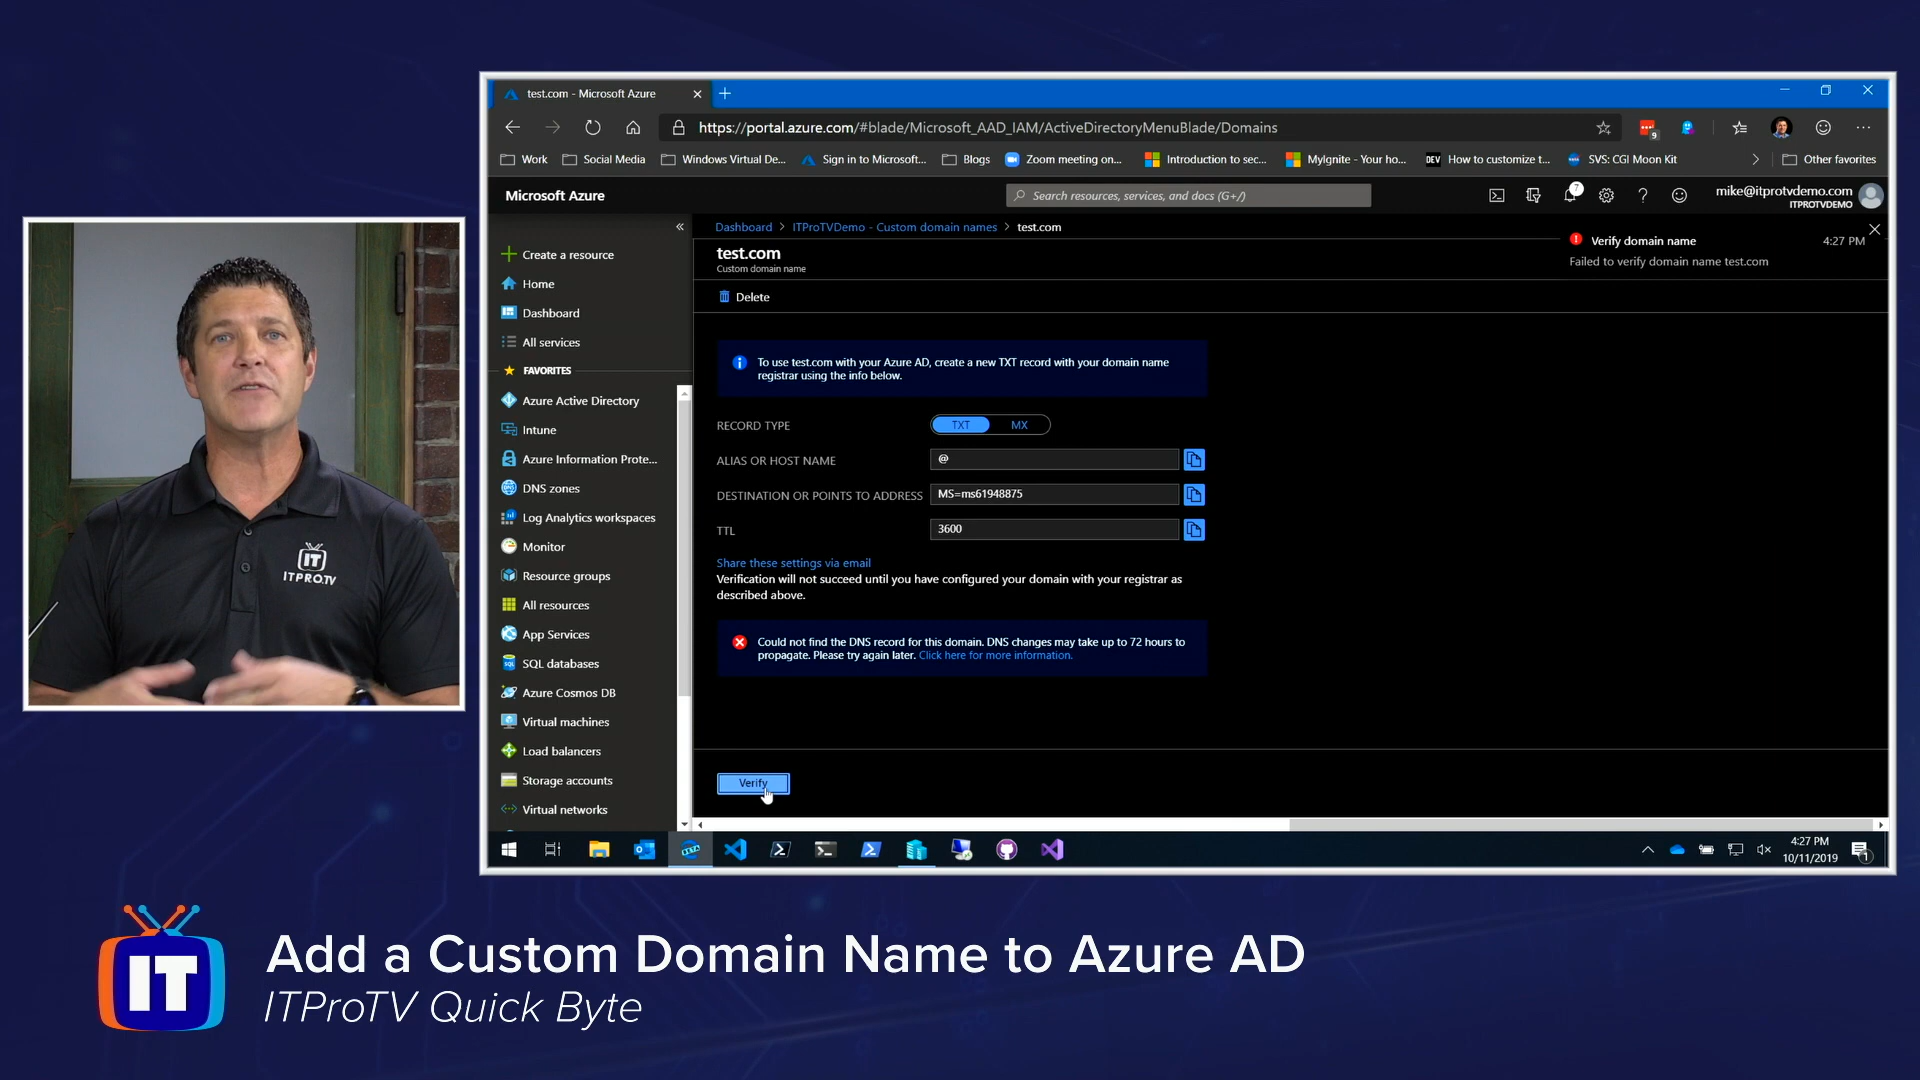 test.com - Microsoft Azure
https://portal.azure.com/#blade/Microsoft_AAD_IAM/ActiveDirectoryMenuBlade/Domains
9
Work
Social Media
Windows Virtual De...
Sign in to Microsoft...
Blogs
Zoom meeting on...
Introduction to sec...
MyIgnite - Your ho...
DEV
How to customize t...
SVS: CGI Moon Kit
Other favorites
Microsoft Azure
Search resources, services, and docs (G+/)
7
mike@itprotvdemo.com
ITPROTVDEMO
Dashboard > ITProTVDemo - Custom domain names > test.com
Verify domain name
4:27 PM
Failed to verify domain name test.com
test.com
Custom domain name
Delete
Create a resource
Home
Dashboard
All services
FAVORITES
Azure Active Directory
Intune
Azure Information Prote...
DNS zones
Log Analytics workspaces
Monitor
Resource groups
All resources
App Services
SQL databases
Azure Cosmos DB
Virtual machines
Load balancers
Storage accounts
Virtual networks
To use test.com with your Azure AD, create a new TXT record with your domain name
registrar using the info below.
RECORD TYPE
TXT
MX
ALIAS OR HOST NAME
@
DESTINATION OR POINTS TO ADDRESS
MS=ms61948875
TTL
3600
Share these settings via email
Verification will not succeed until you have configured your domain with your registrar as
described above.
Could not find the DNS record for this domain. DNS changes may take up to 72 hours to
propagate. Please try again later. Click here for more information.
Verify
4:27 PM
10/11/2019
1
IT
ITPRO.TV
IT
Add a Custom Domain Name to Azure AD
ITProTV Quick Byte